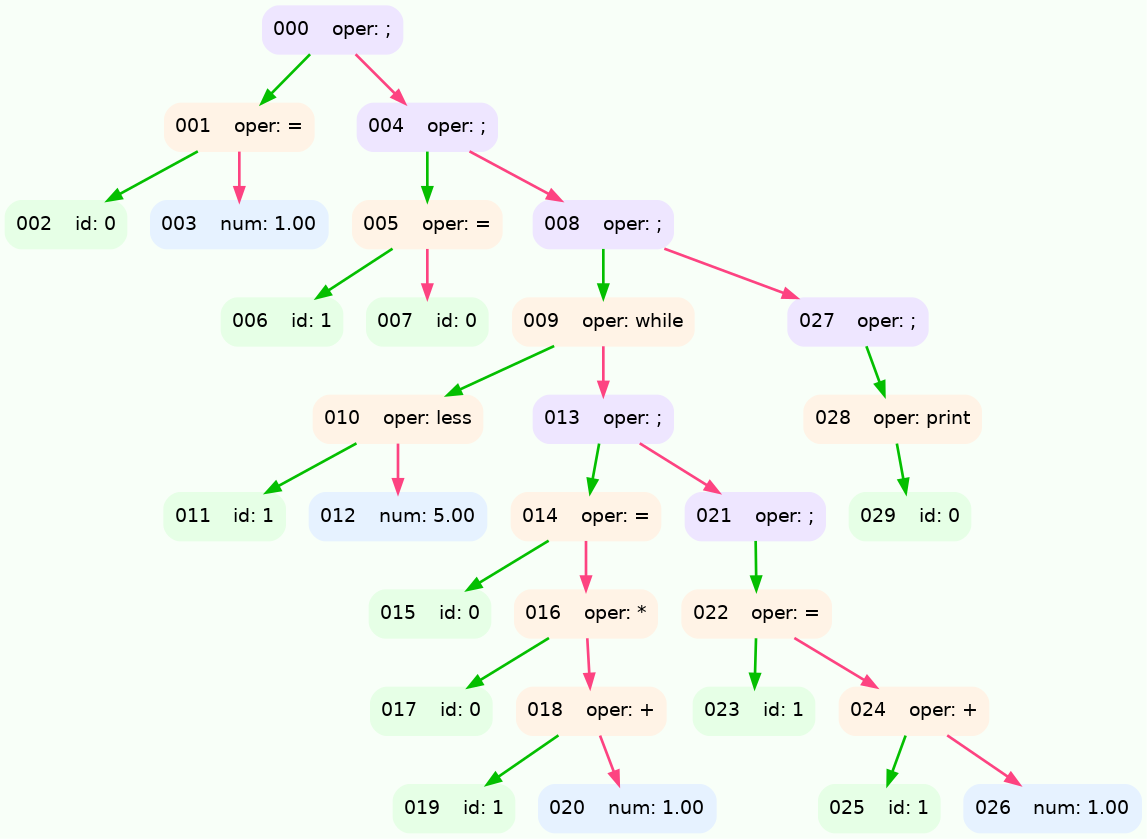 000 oper: ;
001 oper: =
004 oper: ;
002 id: 0
003 num: 1.00
005 oper: =
008 oper: ;
006 id: 1
007 id: 0
009 oper: while
027 oper: ;
010 oper: less
013 oper: ;
028 oper: print
011 id: 1
012 num: 5.00
014 oper: =
021 oper: ;
029 id: 0
015 id: 0
016 oper: *
022 oper: =
017 id: 0
018 oper: +
023 id: 1
024 oper: +
019 id: 1
020 num: 1.00
025 id: 1
026 num: 1.00